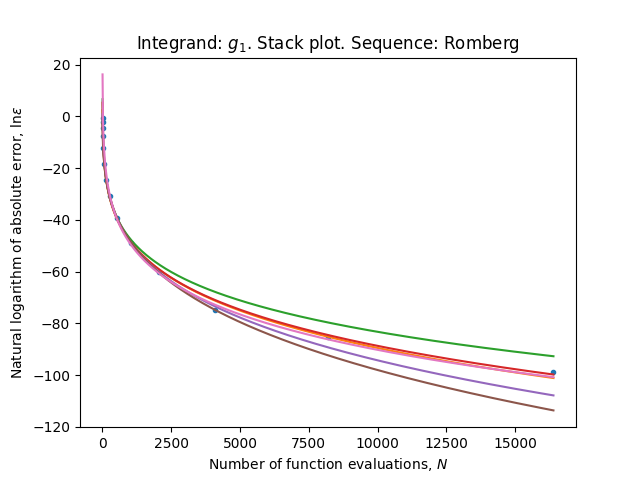 Integrand: g₁. Stack plot. Sequence: Romberg
Natural logarithm of absolute error, lnε
20
0
−20
−40
−60
−80
−100
−120
0 2500 5000 7500 10000 12500 15000
Number of function evaluations, N